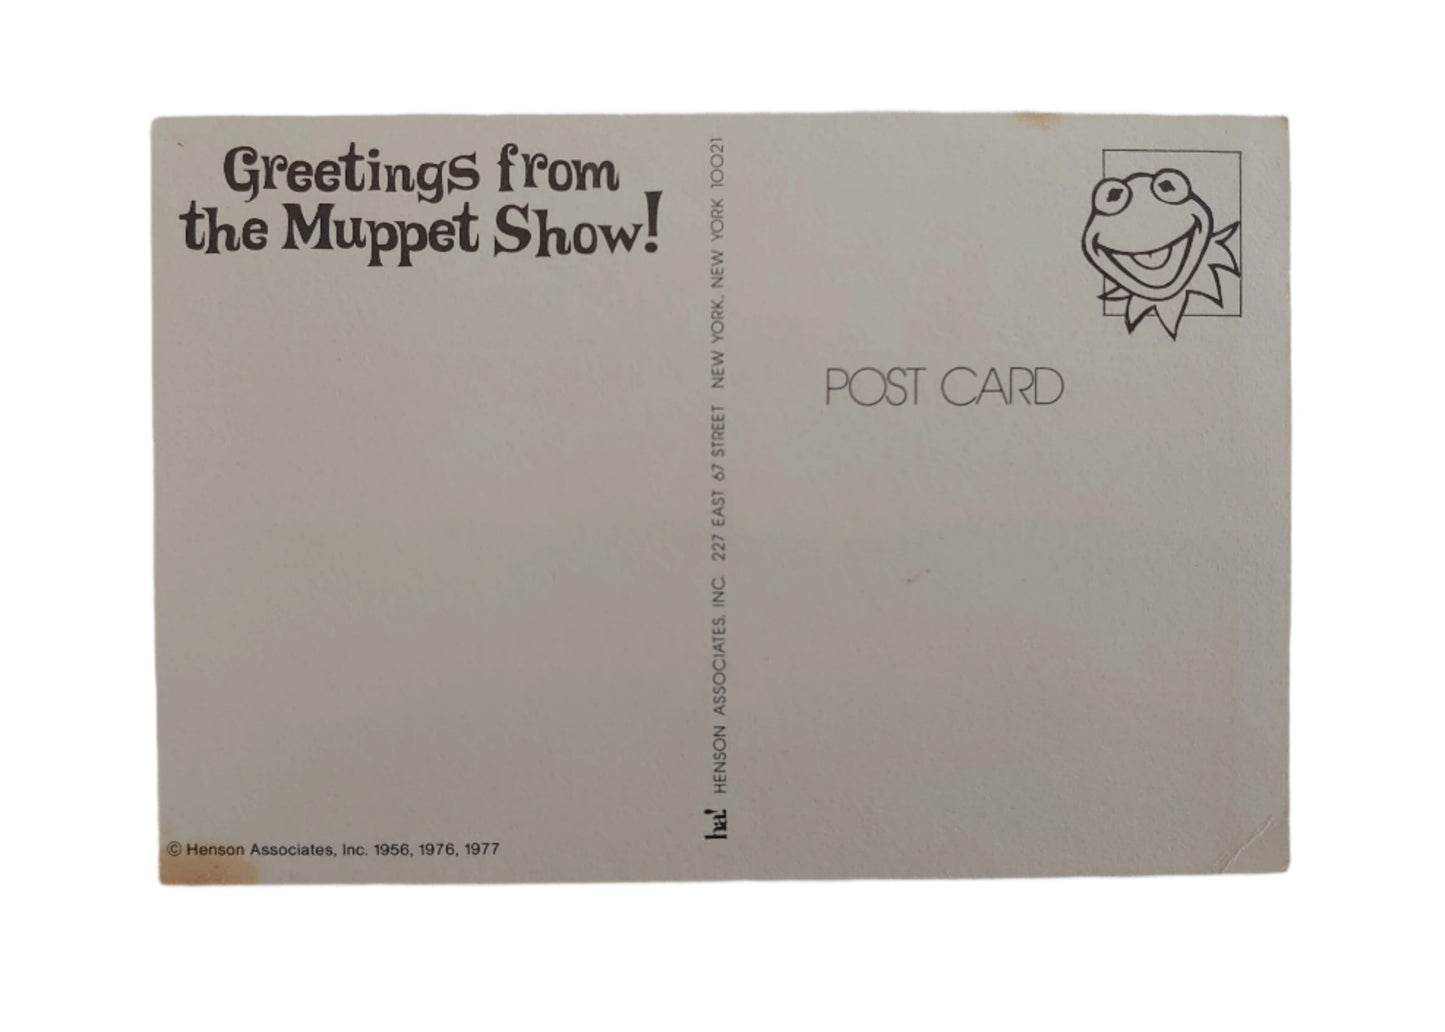 Greetings from
the Muppet Show!
© Henson Associates, Inc. 1956, 1976, 1977
ha! HENSON ASSOCIATES, INC. 227 EAST 67 STREET NEW YORK, NEW YORK 10021
POST CARD